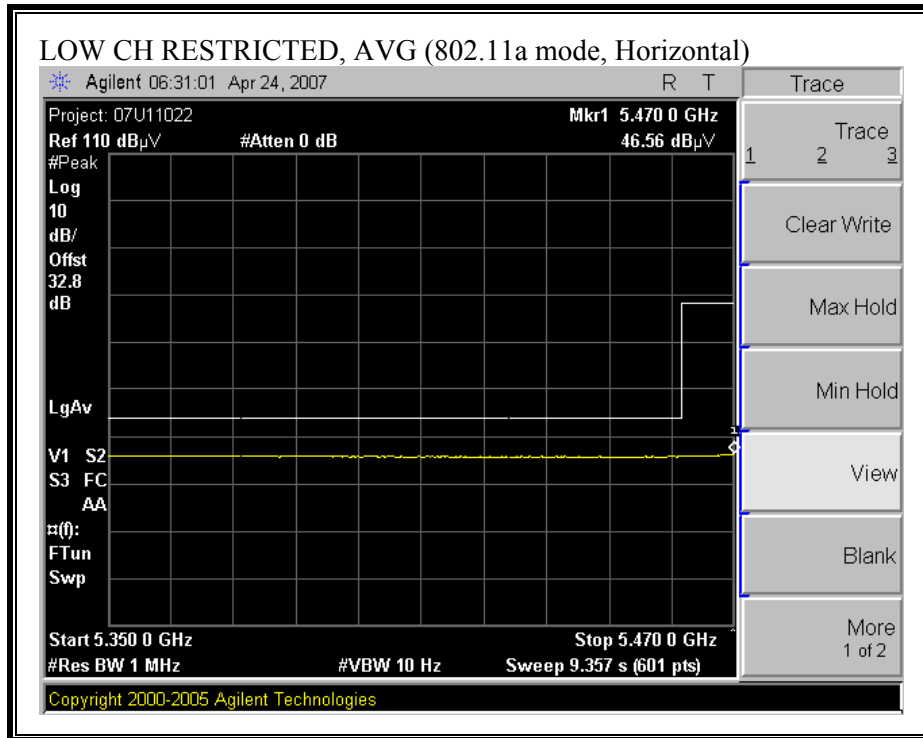 LOW CH RESTRICTED, AVG (802.11a mode, Horizontal)
Agilent 06:31:01 Apr 24, 2007 R T
Project: 07U11022 Mkr1 5.470 0 GHz
Ref 110 dBµV #Atten 0 dB 46.56 dBµV
#Peak
Log
10
dB/
Offst
32.8
dB
LgAv
V1 S2
S3 FC
AA
¤(f):
FTun
Swp
1
Start 5.350 0 GHz Stop 5.470 0 GHz ^
#Res BW 1 MHz #VBW 10 Hz Sweep 9.357 s (601 pts)
Copyright 2000-2005 Agilent Technologies
Trace
Trace
1 2 3
Clear Write
Max Hold
Min Hold
View
Blank
More
1 of 2